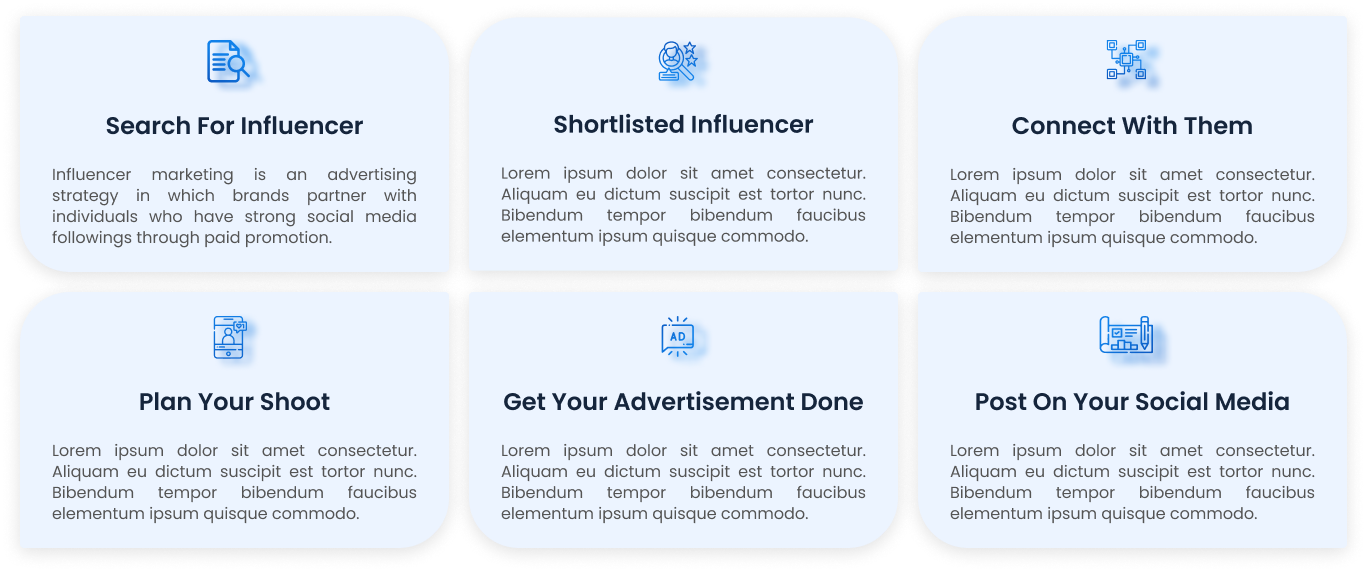 Search For Influencer
Influencer marketing is an advertising
strategy in which brands partner with
individuals who have strong social media
followings through paid promotion.
Shortlisted Influencer
Lorem ipsum dolor sit amet consectetur.
Aliquam eu dictum suscipit est tortor nunc.
Bibendum tempor bibendum faucibus
elementum ipsum quisque commodo.
Connect With Them
Lorem ipsum dolor sit amet consectetur.
Aliquam eu dictum suscipit est tortor nunc.
Bibendum tempor bibendum faucibus
elementum ipsum quisque commodo.
Plan Your Shoot
Lorem ipsum dolor sit amet consectetur.
Aliquam eu dictum suscipit est tortor nunc.
Bibendum tempor bibendum faucibus
elementum ipsum quisque commodo.
AD
Get Your Advertisement Done
Lorem ipsum dolor sit amet consectetur.
Aliquam eu dictum suscipit est tortor nunc.
Bibendum tempor bibendum faucibus
elementum ipsum quisque commodo.
Post On Your Social Media
Lorem ipsum dolor sit amet consectetur.
Aliquam eu dictum suscipit est tortor nunc.
Bibendum tempor bibendum faucibus
elementum ipsum quisque commodo.